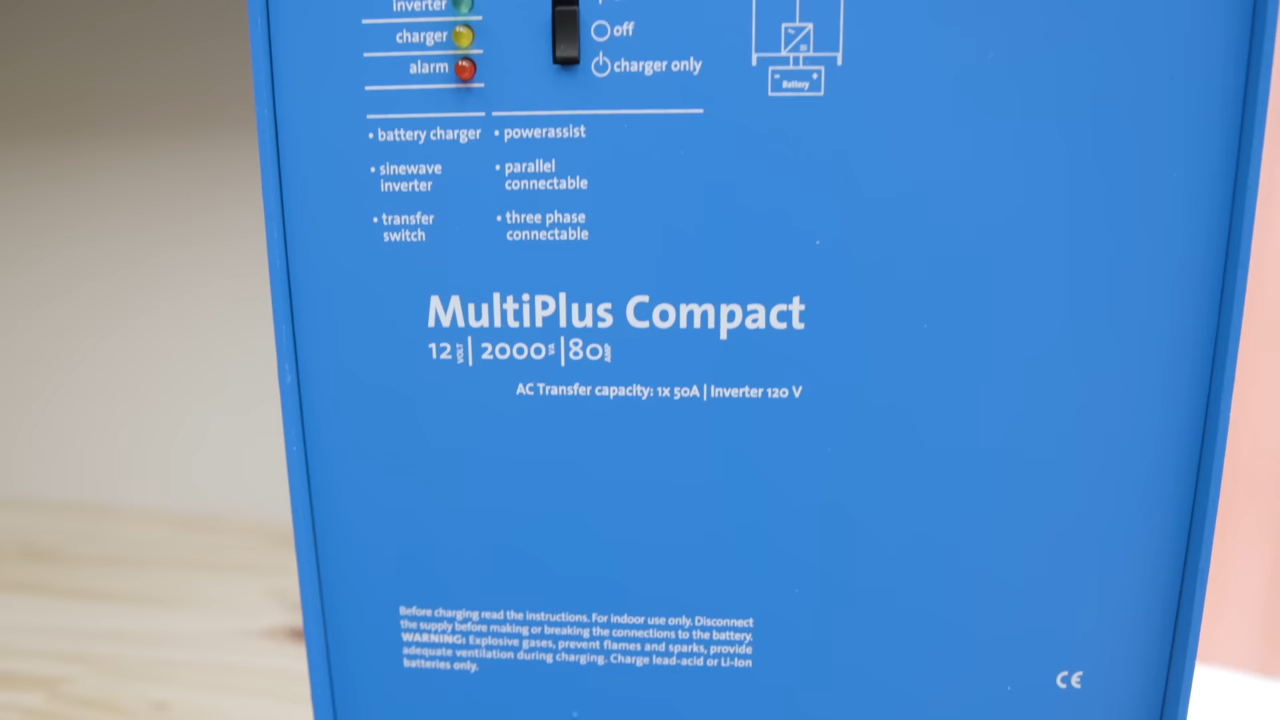 inverter
charger
alarm
off
charger only
- +
Battery
• battery charger
• sinewave
inverter
• transfer
switch
• powerassist
• parallel
connectable
• three phase
connectable
MultiPlus Compact
12 VOLT | 2000 VA | 80 AMP
AC Transfer capacity: 1x 50A | Inverter 120 V
Before charging read the instructions. For indoor use only. Disconnect
the supply before making or breaking the connections to the battery.
WARNING: Explosive gases, prevent flames and sparks, provide
adequate ventilation during charging. Charge lead-acid or Li-Ion
batteries only.
CE